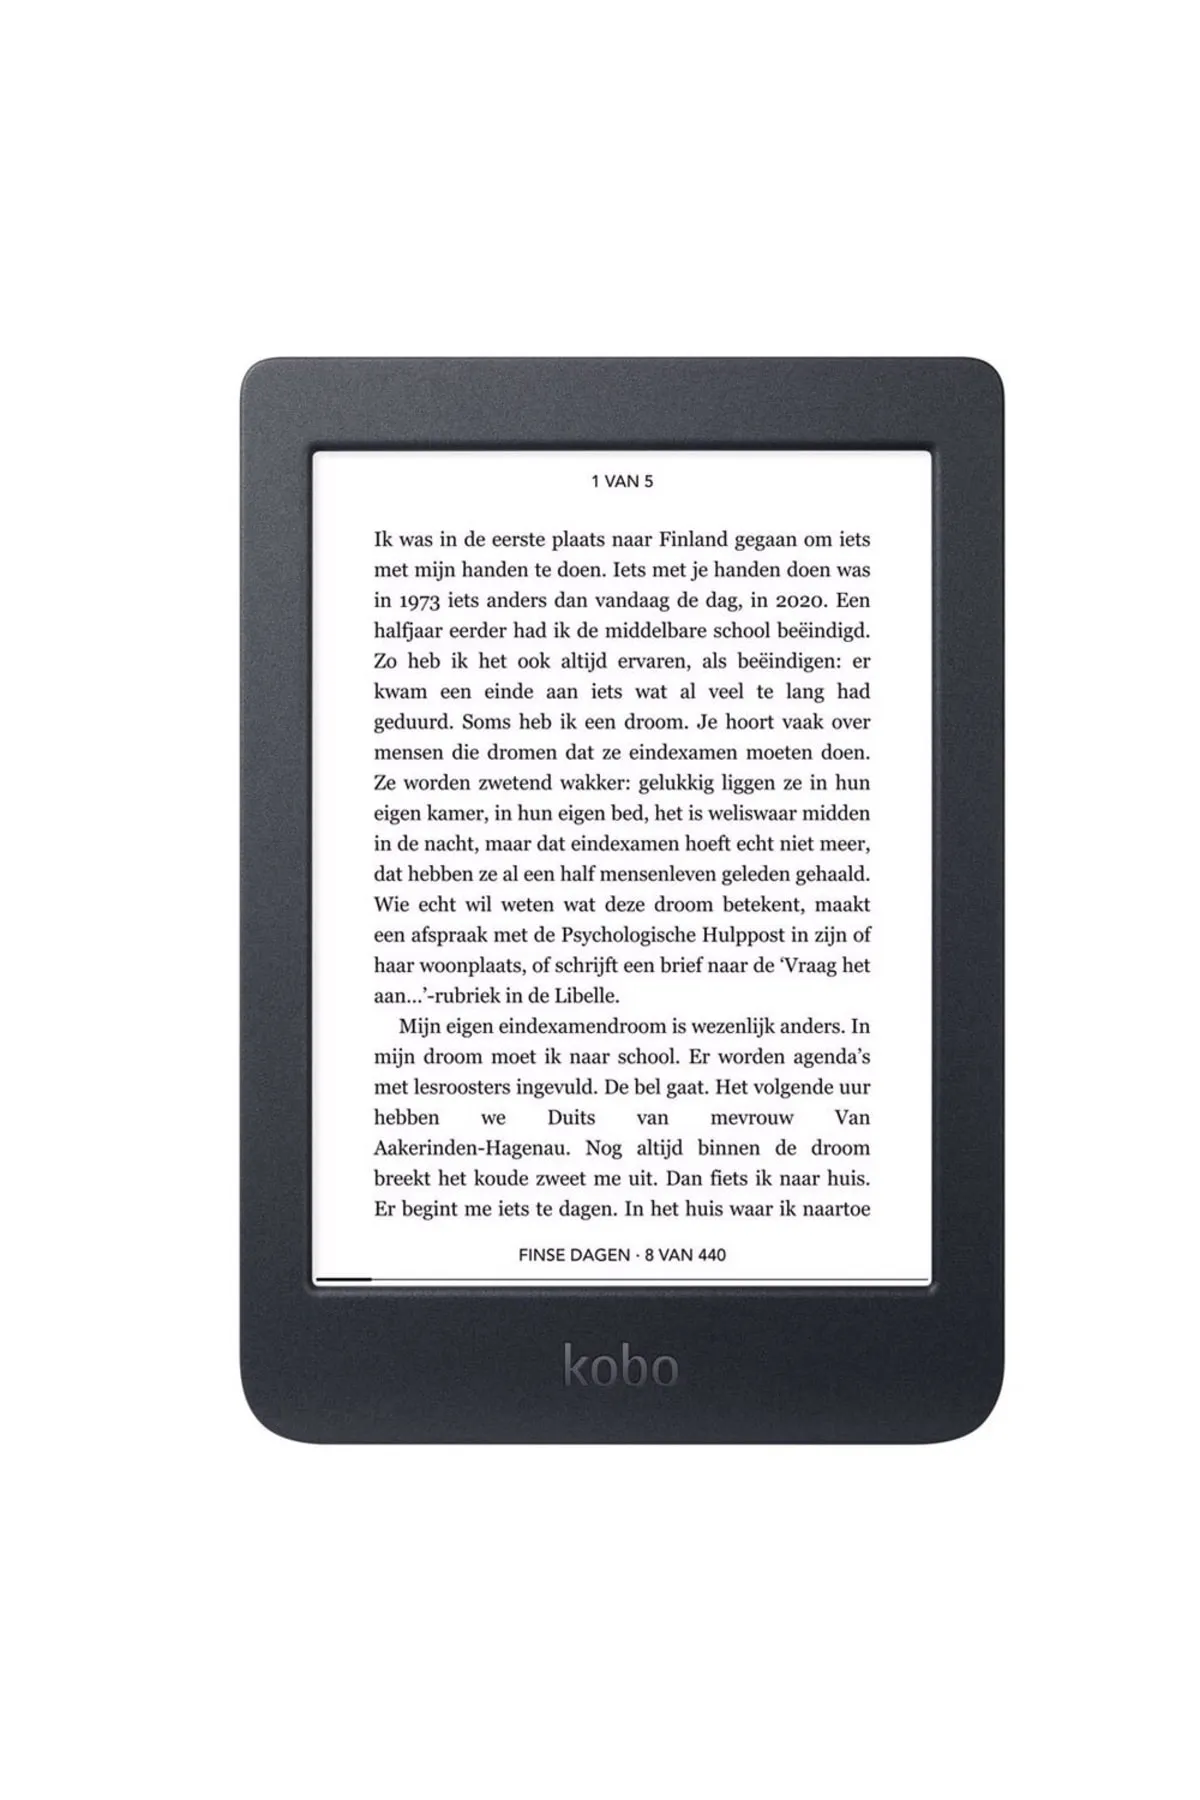 1 VAN 5
Ik was in de eerste plaats naar Finland gegaan om iets
met mijn handen te doen. Iets met je handen doen was
in 1973 iets anders dan vandaag de dag, in 2020. Een
halfjaar eerder had ik de middelbare school beëindigd.
Zo heb ik het ook altijd ervaren, als beëindigen: er
kwam een einde aan iets wat al veel te lang had
geduurd. Soms heb ik een droom. Je hoort vaak over
mensen die dromen dat ze eindexamen moeten doen.
Ze worden zwetend wakker: gelukkig liggen ze in hun
eigen kamer, in hun eigen bed, het is weliswaar midden
in de nacht, maar dat eindexamen hoeft echt niet meer,
dat hebben ze al een half mensenleven geleden gehaald.
Wie echt wil weten wat deze droom betekent, maakt
een afspraak met de Psychologische Hulppost in zijn of
haar woonplaats, of schrijft een brief naar de ‘Vraag het
aan...’-rubriek in de Libelle.
Mijn eigen eindexamendroom is wezenlijk anders. In
mijn droom moet ik naar school. Er worden agenda’s
met lesroosters ingevuld. De bel gaat. Het volgende uur
hebben we Duits van mevrouw Van
Aakerinden-Hagenau. Nog altijd binnen de droom
breekt het koude zweet me uit. Dan fiets ik naar huis.
Er begint me iets te dagen. In het huis waar ik naartoe
FINSE DAGEN · 8 VAN 440
kobo